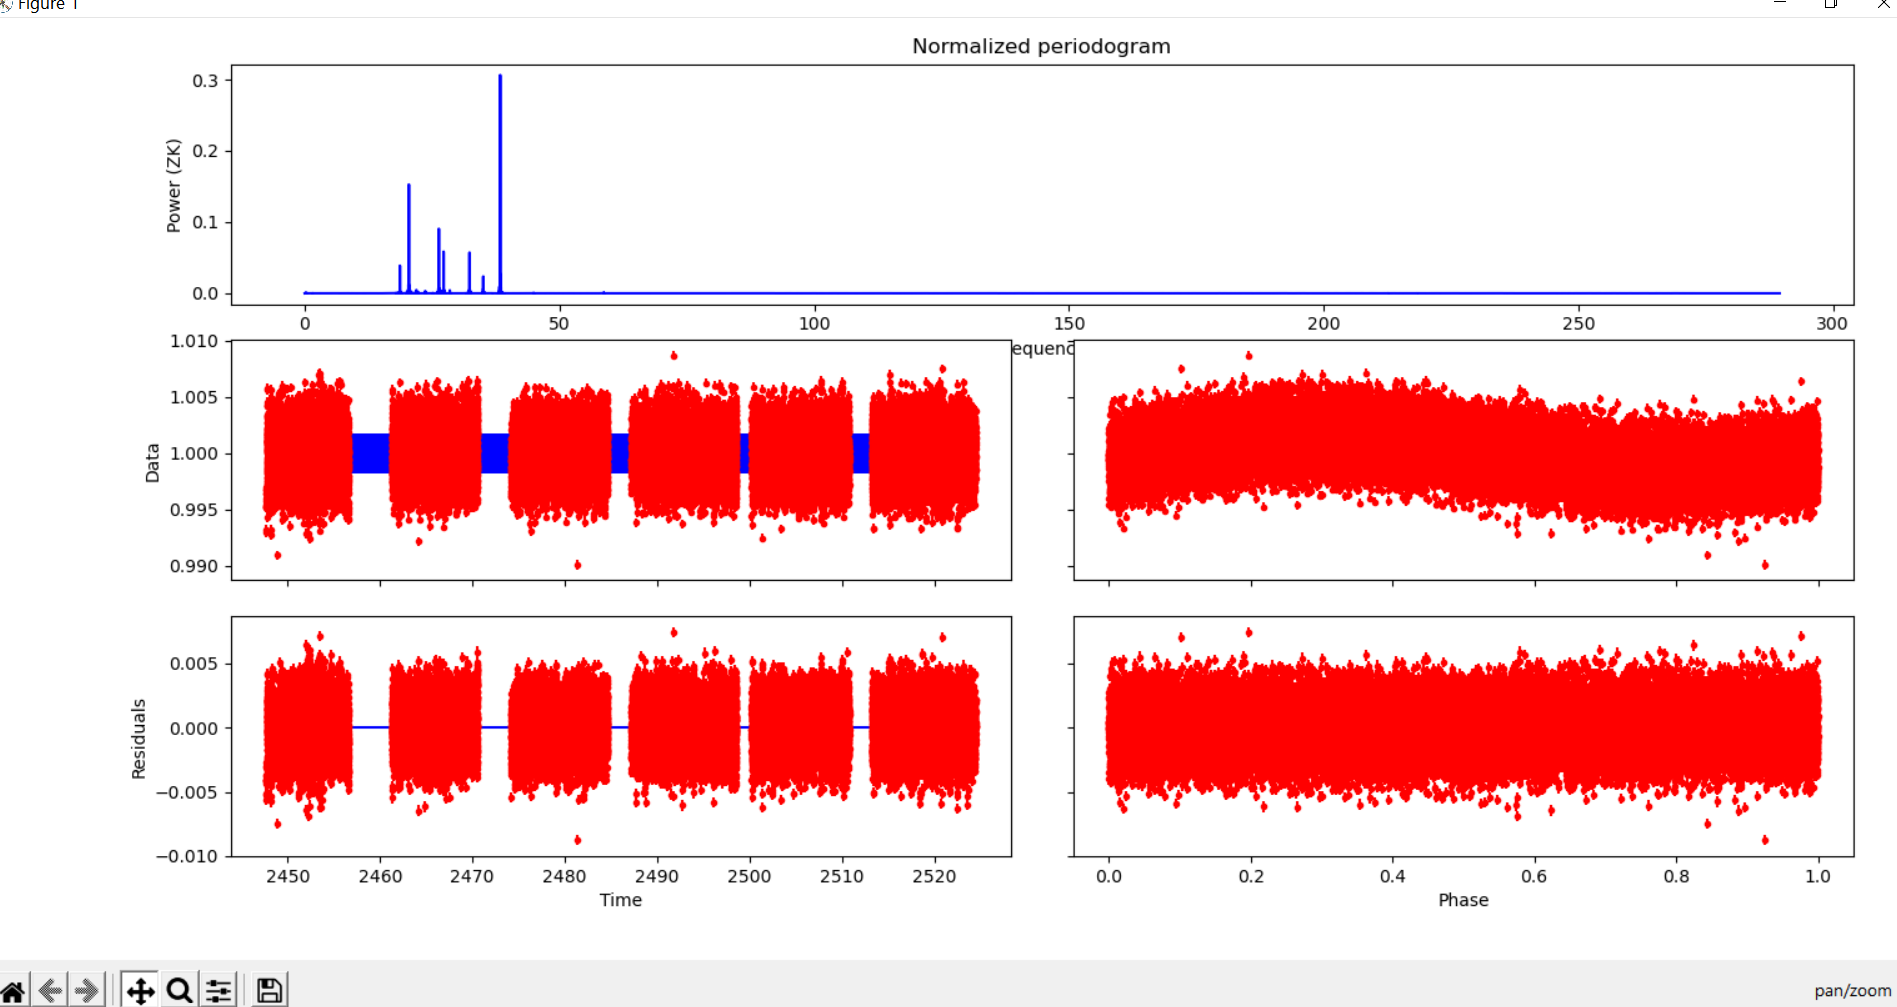 Figure 1
Normalized periodogram
Power (ZK)
0.3
0.2
0.1
0.0
0 50 100 150 200 250 300
equenc
Data
1.010
1.005
1.000
0.995
0.990
Residuals
0.005
0.000
−0.005
−0.010
2450 2460 2470 2480 2490 2500 2510 2520
Time
0.0 0.2 0.4 0.6 0.8 1.0
Phase
pan/zoom